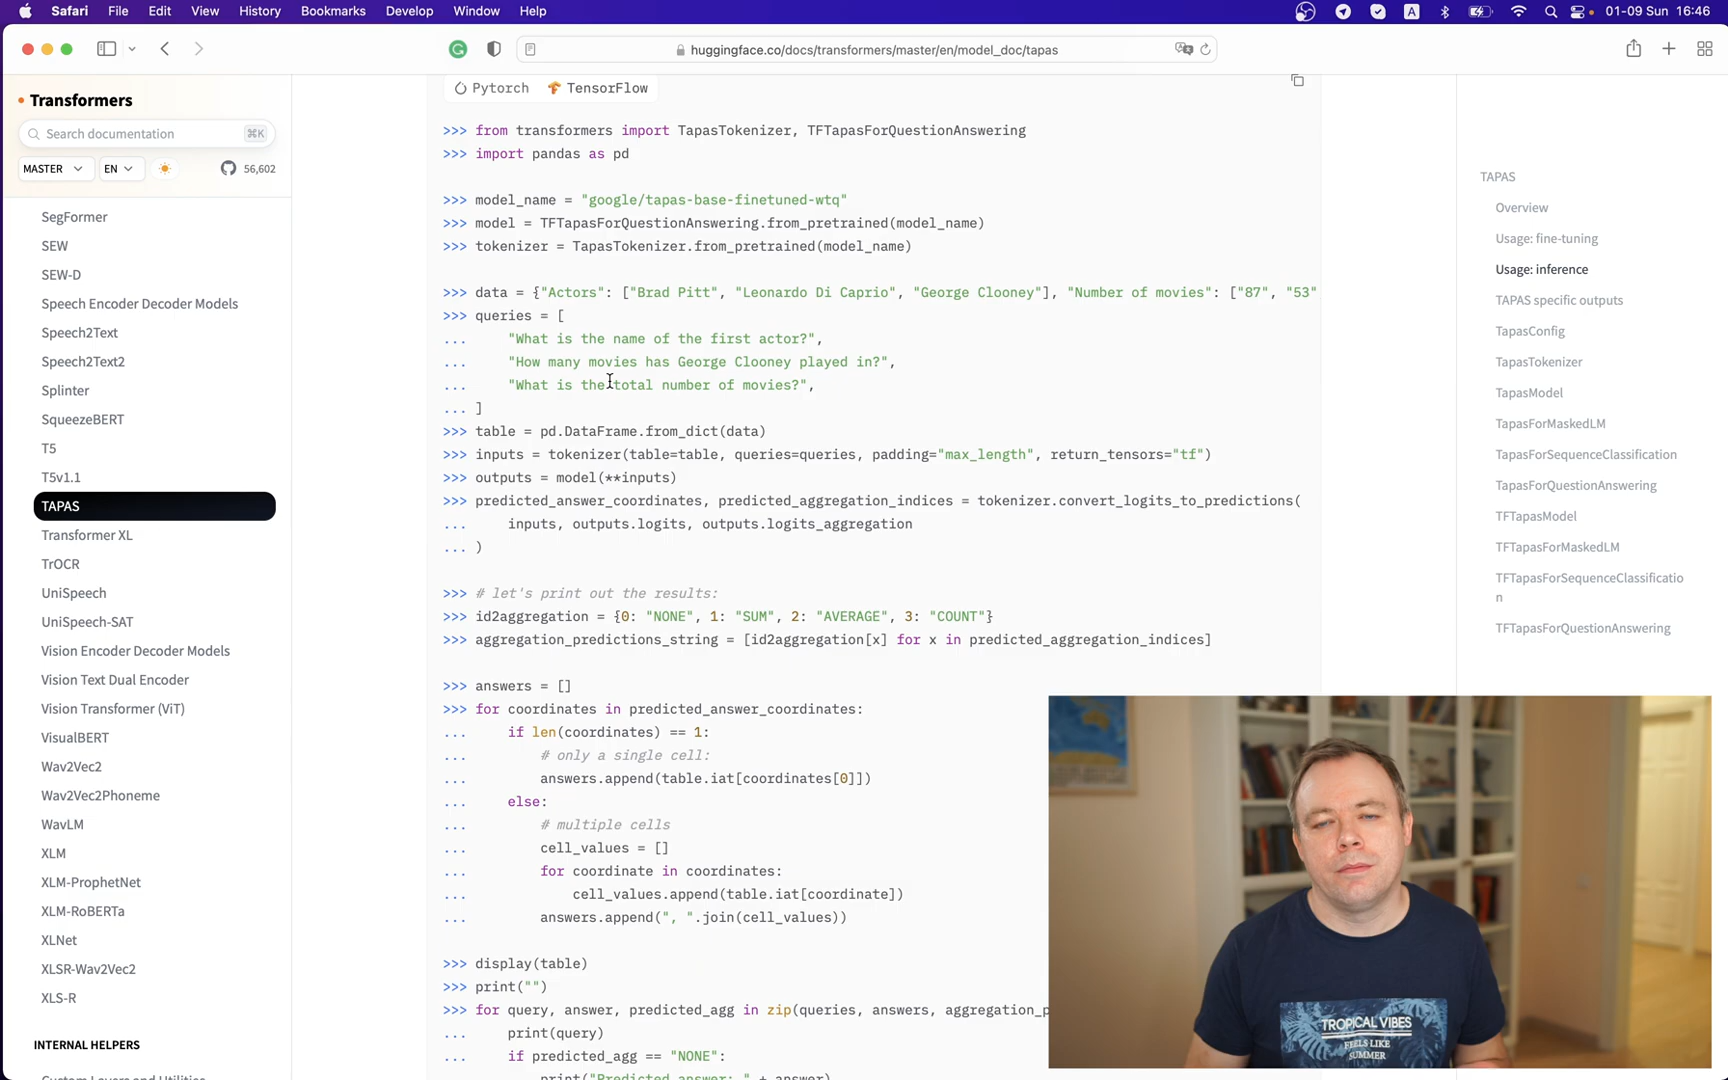 Safari File Edit View History Bookmarks Develop Window Help
A
01-09 Sun 16:46
huggingface.co/docs/transformers/master/en/model_doc/tapas
Transformers
Search documentation ⌘K
MASTER EN 56,602
SegFormer
SEW
SEW-D
Speech Encoder Decoder Models
Speech2Text
Speech2Text2
Splinter
SqueezeBERT
T5
T5v1.1
TAPAS
Transformer XL
TrOCR
UniSpeech
UniSpeech-SAT
Vision Encoder Decoder Models
Vision Text Dual Encoder
Vision Transformer (ViT)
VisualBERT
Wav2Vec2
Wav2Vec2Phoneme
WavLM
XLM
XLM-ProphetNet
XLM-RoBERTa
XLNet
XLSR-Wav2Vec2
XLS-R
INTERNAL HELPERS
Custom Layers and Utilities
Pytorch TensorFlow
>>> from transformers import TapasTokenizer, TFTapasForQuestionAnswering
>>> import pandas as pd
>>> model_name = "google/tapas-base-finetuned-wtq"
>>> model = TFTapasForQuestionAnswering.from_pretrained(model_name)
>>> tokenizer = TapasTokenizer.from_pretrained(model_name)
>>> data = {"Actors": ["Brad Pitt", "Leonardo Di Caprio", "George Clooney"], "Number of movies": ["87", "53"
>>> queries = [
...     "What is the name of the first actor?",
...     "How many movies has George Clooney played in?",
...     "What is the total number of movies?",
... ]
>>> table = pd.DataFrame.from_dict(data)
>>> inputs = tokenizer(table=table, queries=queries, padding="max_length", return_tensors="tf")
>>> outputs = model(**inputs)
>>> predicted_answer_coordinates, predicted_aggregation_indices = tokenizer.convert_logits_to_predictions(
...     inputs, outputs.logits, outputs.logits_aggregation
... )
>>> # let's print out the results:
>>> id2aggregation = {0: "NONE", 1: "SUM", 2: "AVERAGE", 3: "COUNT"}
>>> aggregation_predictions_string = [id2aggregation[x] for x in predicted_aggregation_indices]
>>> answers = []
>>> for coordinates in predicted_answer_coordinates:
...     if len(coordinates) == 1:
...         # only a single cell:
...         answers.append(table.iat[coordinates[0]])
...     else:
...         # multiple cells
...         cell_values = []
...         for coordinate in coordinates:
...             cell_values.append(table.iat[coordinate])
...         answers.append(", ".join(cell_values))
>>> display(table)
>>> print("")
>>> for query, answer, predicted_agg in zip(queries, answers, aggregation_p
...     print(query)
...     if predicted_agg == "NONE":
print("Predicted answer: " + answer)
TAPAS
Overview
Usage: fine-tuning
Usage: inference
TAPAS specific outputs
TapasConfig
TapasTokenizer
TapasModel
TapasForMaskedLM
TapasForSequenceClassification
TapasForQuestionAnswering
TFTapasModel
TFTapasForMaskedLM
TFTapasForSequenceClassificatio
n
TFTapasForQuestionAnswering
TROPICAL VIBES
FEELS LIKE
SUMMER